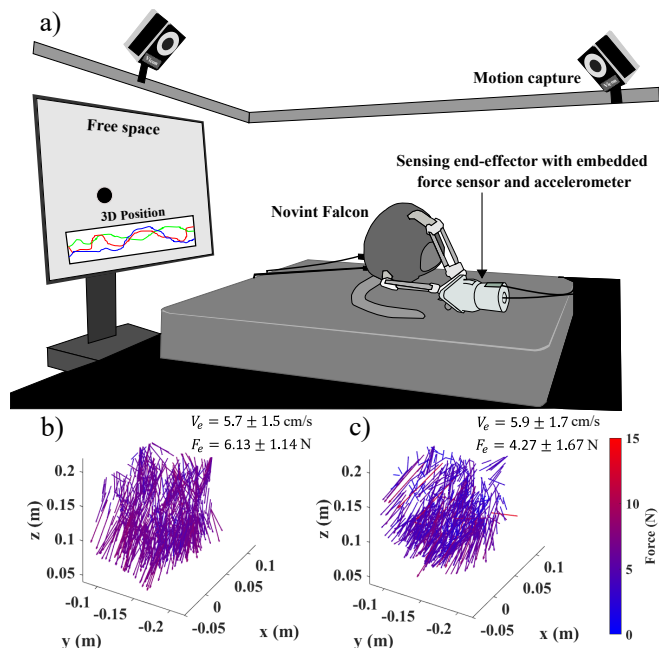 a)
Vicon
Vicon
Motion capture
Free space
3D Position
Sensing end-effector with embedded
force sensor and accelerometer
Novint Falcon
b)
V_e = 5.7 ± 1.5 cm/s
F_e = 6.13 ± 1.14 N
0.2
0.15
0.1
0.05
z (m)
-0.1
-0.15
-0.2
y (m)
-0.05
0
0.05
0.1
x (m)
c)
V_e = 5.9 ± 1.7 cm/s
F_e = 4.27 ± 1.67 N
0.2
0.15
0.1
0.05
z (m)
-0.1
-0.15
-0.2
y (m)
-0.05
0
0.05
0.1
x (m)
15
10
5
0
Force (N)